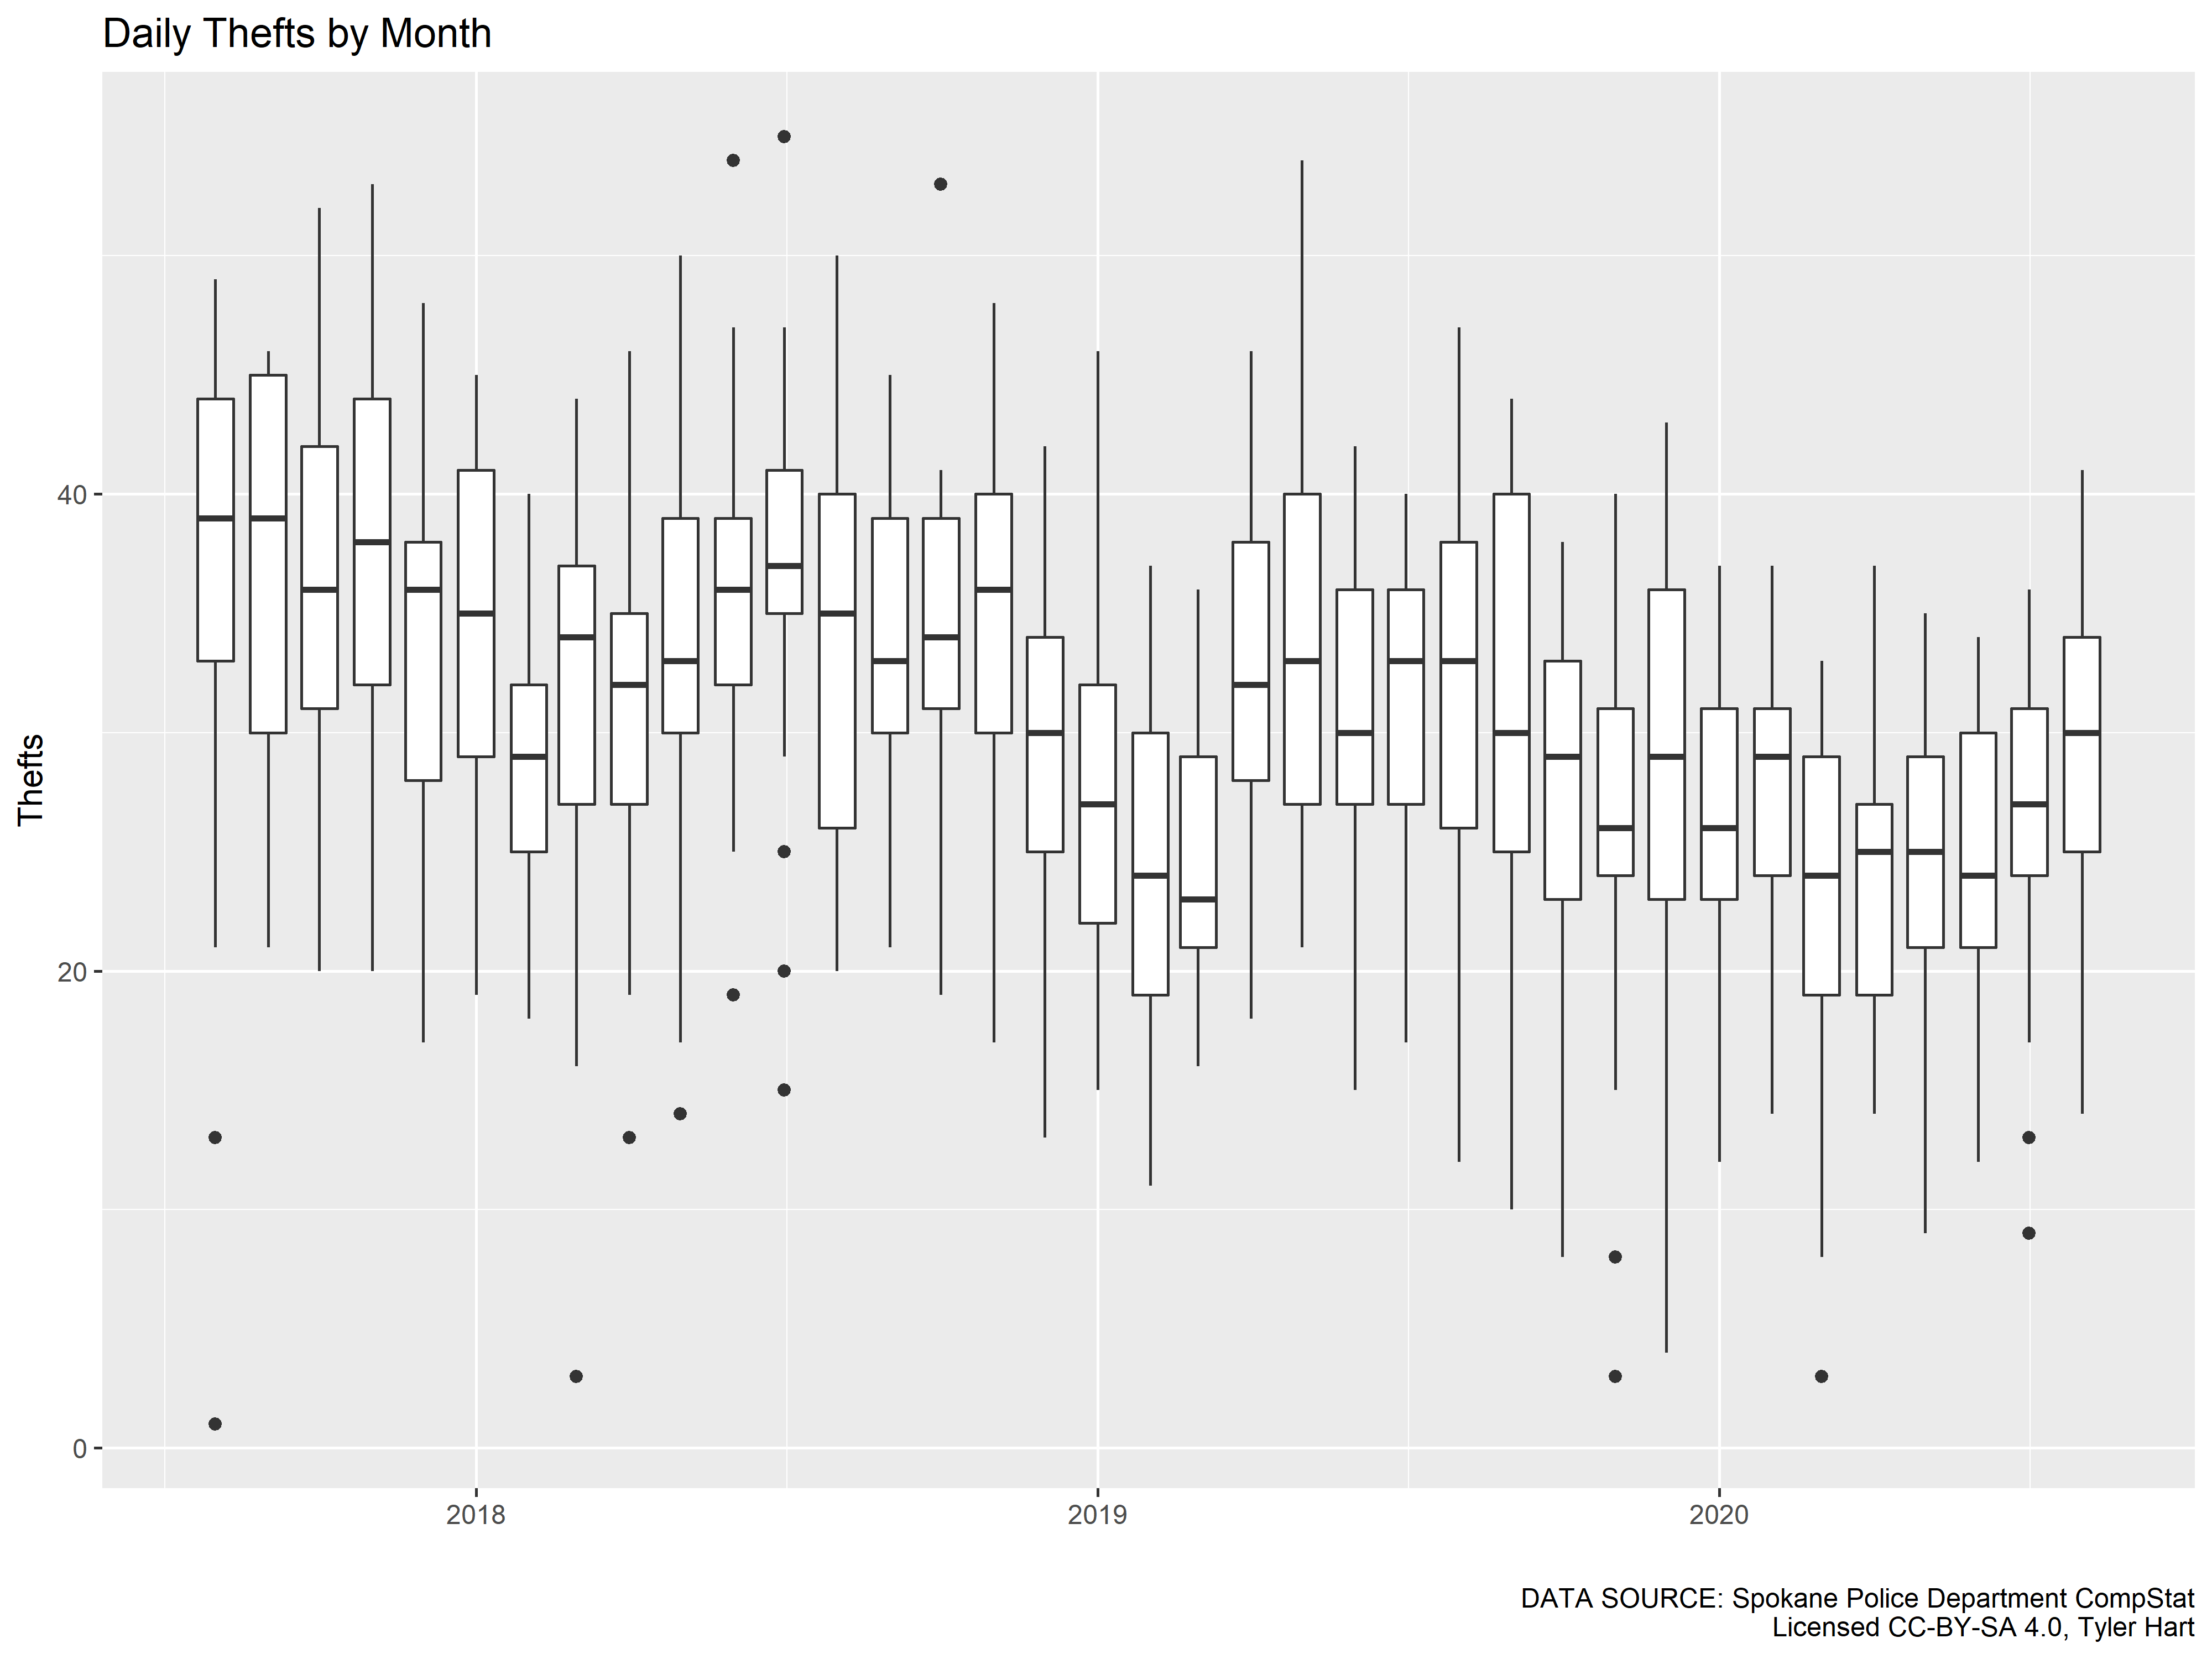 Daily Thefts by Month
Thefts
40
20
0
2018
2019
2020
DATA SOURCE: Spokane Police Department CompStat
Licensed CC-BY-SA 4.0, Tyler Hart